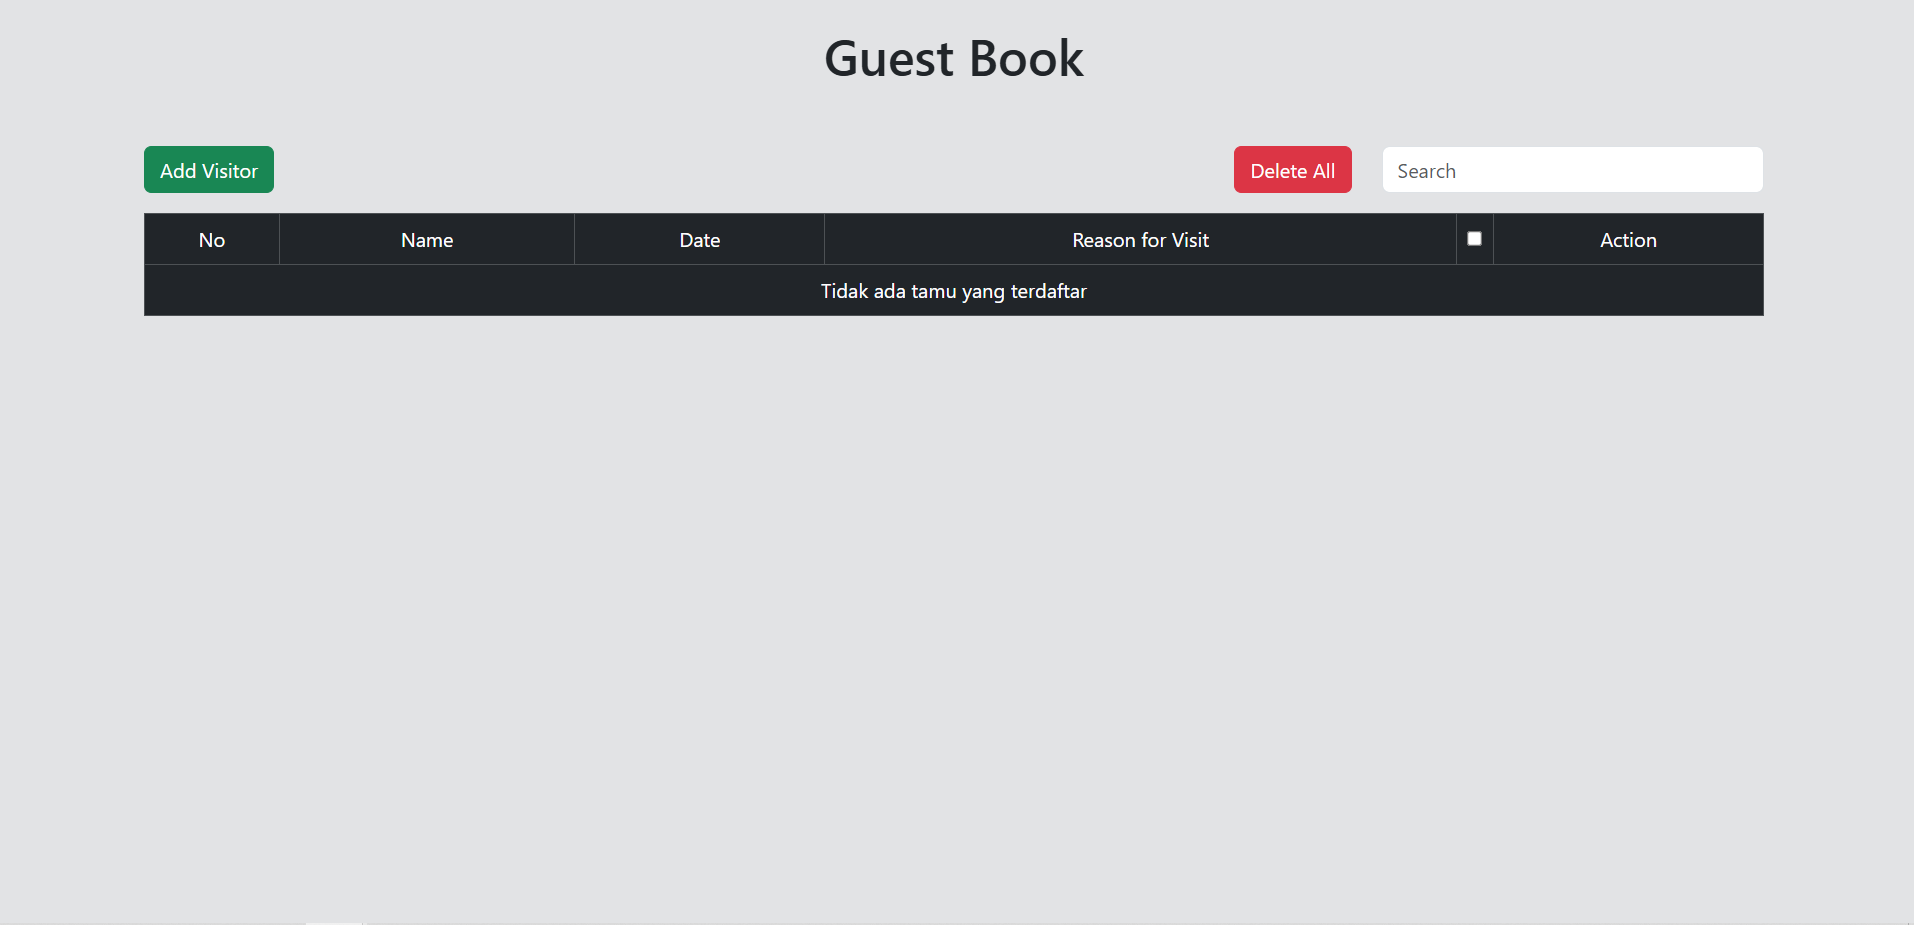 Guest Book
Add Visitor
Delete All
Search
No Name Date Reason for Visit Action
Tidak ada tamu yang terdaftar